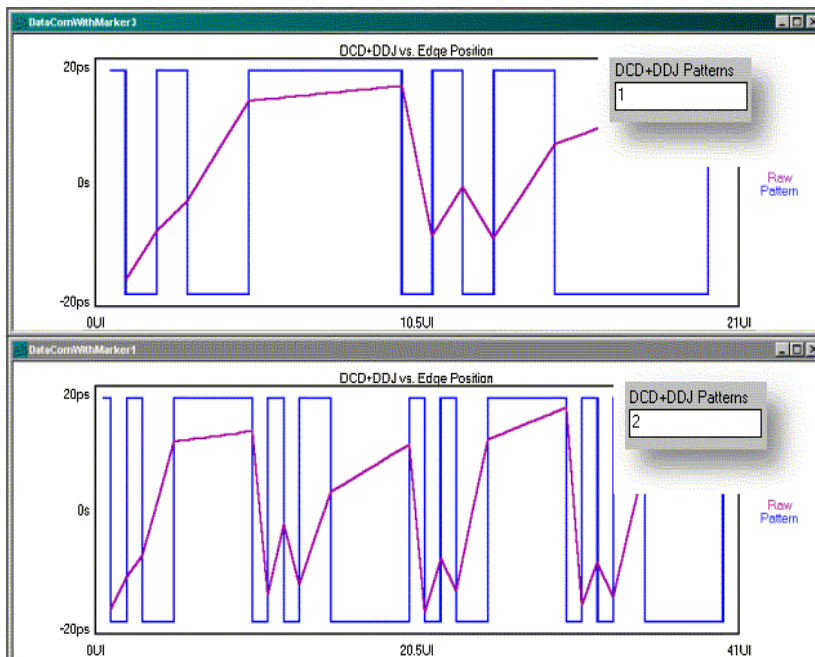 DataComWithMarker3
DCD+DDJ vs. Edge Position
20ps
DCD+DDJ Patterns
1
0s
Raw
Pattern
-20ps
0UI
10.5UI
21UI
DataComWithMarker1
DCD+DDJ vs. Edge Position
20ps
DCD+DDJ Patterns
2
0s
Raw
Pattern
-20ps
0UI
20.5UI
41UI